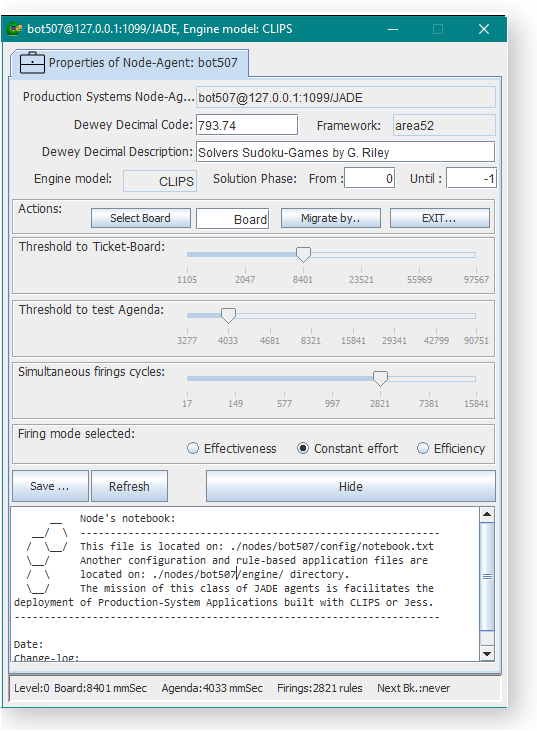 bot507@127.0.0.1:1099/JADE, Engine model: CLIPS
Properties of Node-Agent: bot507
Production Systems Node-Ag... bot507@127.0.0.1:1099/JADE
Dewey Decimal Code: 793.74 Framework: area52
Dewey Decimal Description: Solvers Sudoku-Games by G. Riley
Engine model: CLIPS Solution Phase: From : 0 Until : -1
Actions: Select Board Board Migrate by.. EXIT...
Threshold to Ticket-Board:
1105 2047 8401 23521 55969 97567
Threshold to test Agenda:
3277 4033 4681 8321 15841 29341 42799 90751
Simultaneous firings cycles:
17 149 577 997 2821 7381 15841
Firing mode selected:
Effectiveness Constant effort Efficiency
Save ... Refresh Hide
Node's notebook:
---------------------------------------------------------
This file is located on: ./nodes/bot507/config/notebook.txt
Another configuration and rule-based application files are
located on: ./nodes/bot507/engine/ directory.
The mission of this class of JADE agents is facilitates the
deployment of Production-System Applications built with CLIPS or Jess.
--------------------------------------------------------------------
Date:
Change-log:
Level:0 Board:8401 mmSec Agenda:4033 mmSec Firings:2821 rules Next Bk.:never